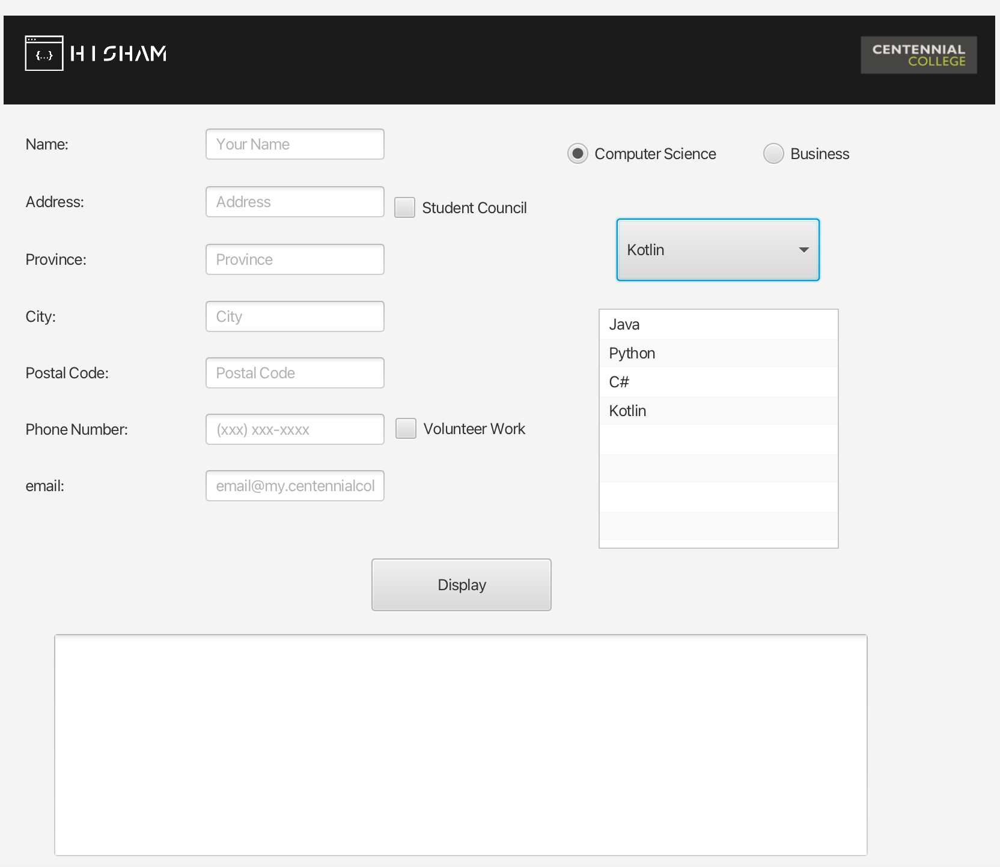 {...} HISHAM
CENTENNIAL
COLLEGE
Name:
Your Name
Computer Science
Business
Address:
Address
Student Council
Kotlin
Province:
Province
City:
City
Java
Python
C#
Kotlin
Postal Code:
Postal Code
Phone Number:
(xxx) xxx-xxxx
Volunteer Work
email:
email@my.centennialcol
Display